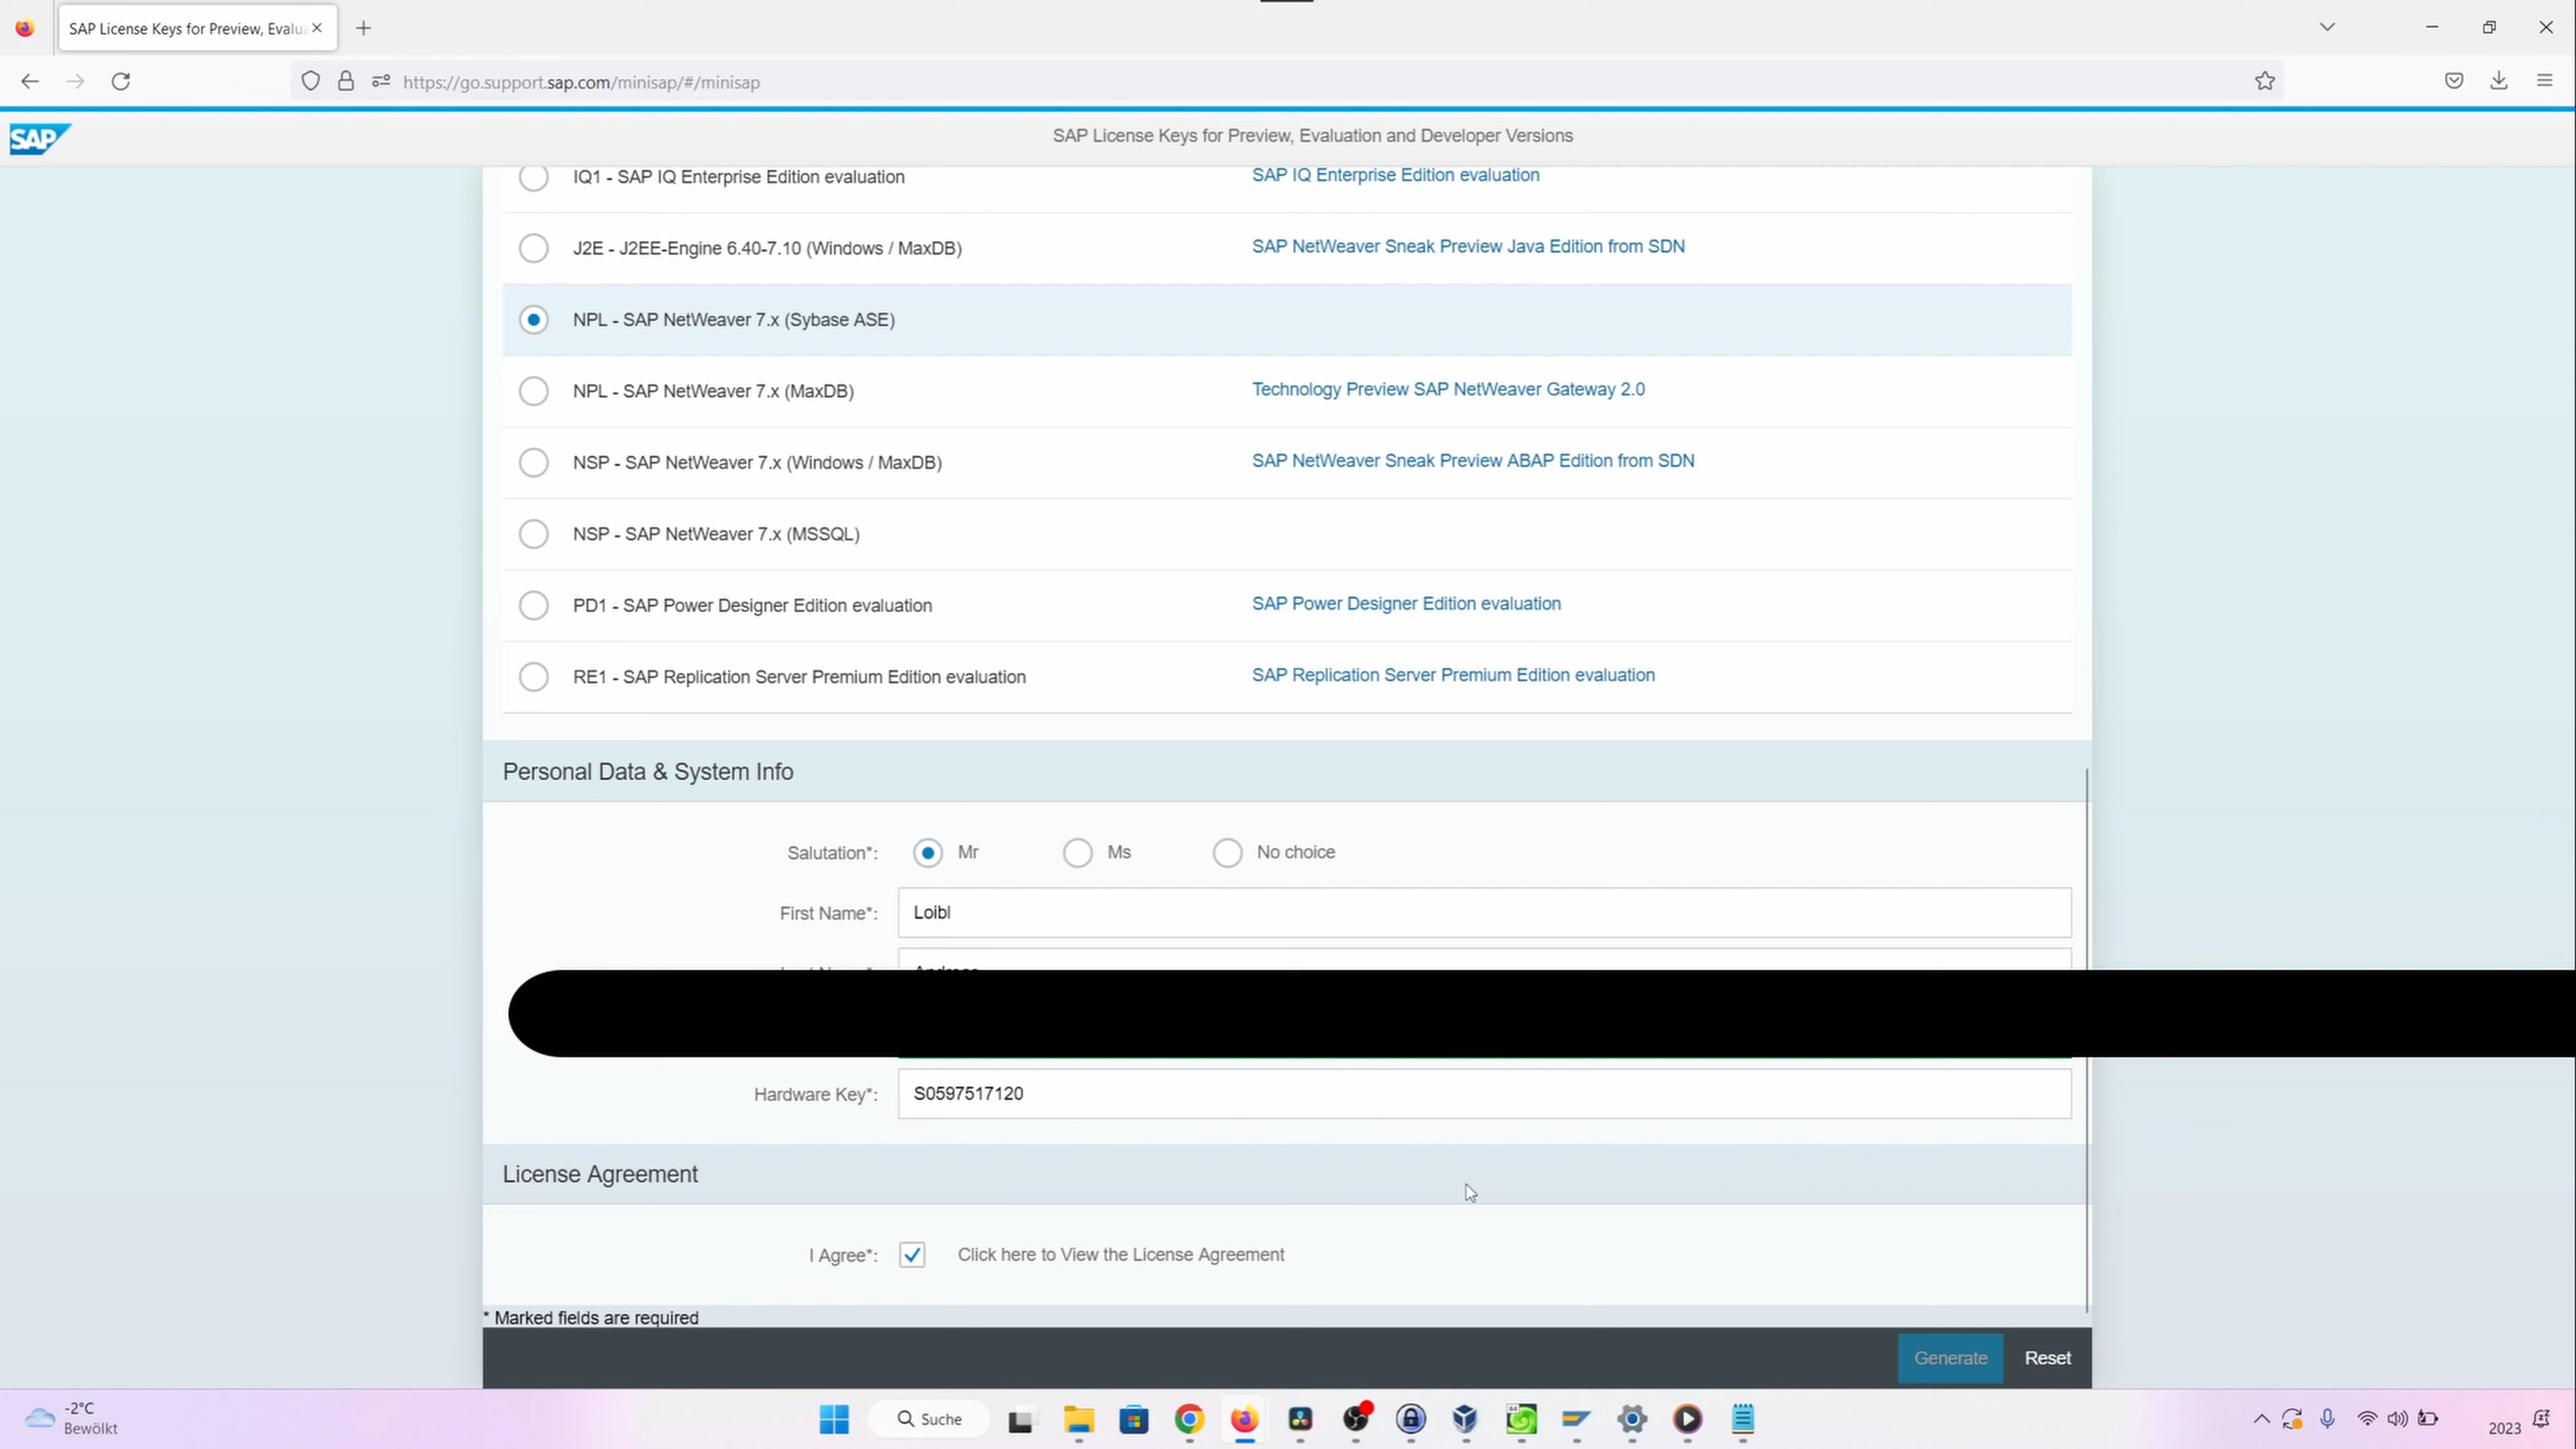 SAP License Keys for Preview, Evalua
https://go.support.sap.com/minisap/#/minisap
SAP
SAP License Keys for Preview, Evaluation and Developer Versions
IQ1 - SAP IQ Enterprise Edition evaluation
SAP IQ Enterprise Edition evaluation
J2E - J2EE-Engine 6.40-7.10 (Windows / MaxDB)
SAP NetWeaver Sneak Preview Java Edition from SDN
NPL - SAP NetWeaver 7.x (Sybase ASE)
NPL - SAP NetWeaver 7.x (MaxDB)
Technology Preview SAP NetWeaver Gateway 2.0
NSP - SAP NetWeaver 7.x (Windows / MaxDB)
SAP NetWeaver Sneak Preview ABAP Edition from SDN
NSP - SAP NetWeaver 7.x (MSSQL)
PD1 - SAP Power Designer Edition evaluation
SAP Power Designer Edition evaluation
RE1 - SAP Replication Server Premium Edition evaluation
SAP Replication Server Premium Edition evaluation
Personal Data & System Info
Salutation*: Mr Ms No choice
First Name*: Loibl
Hardware Key*: S0597517120
License Agreement
I Agree*: Click here to View the License Agreement
* Marked fields are required
Generate Reset
-2°C
Bewölkt
Suche
2023